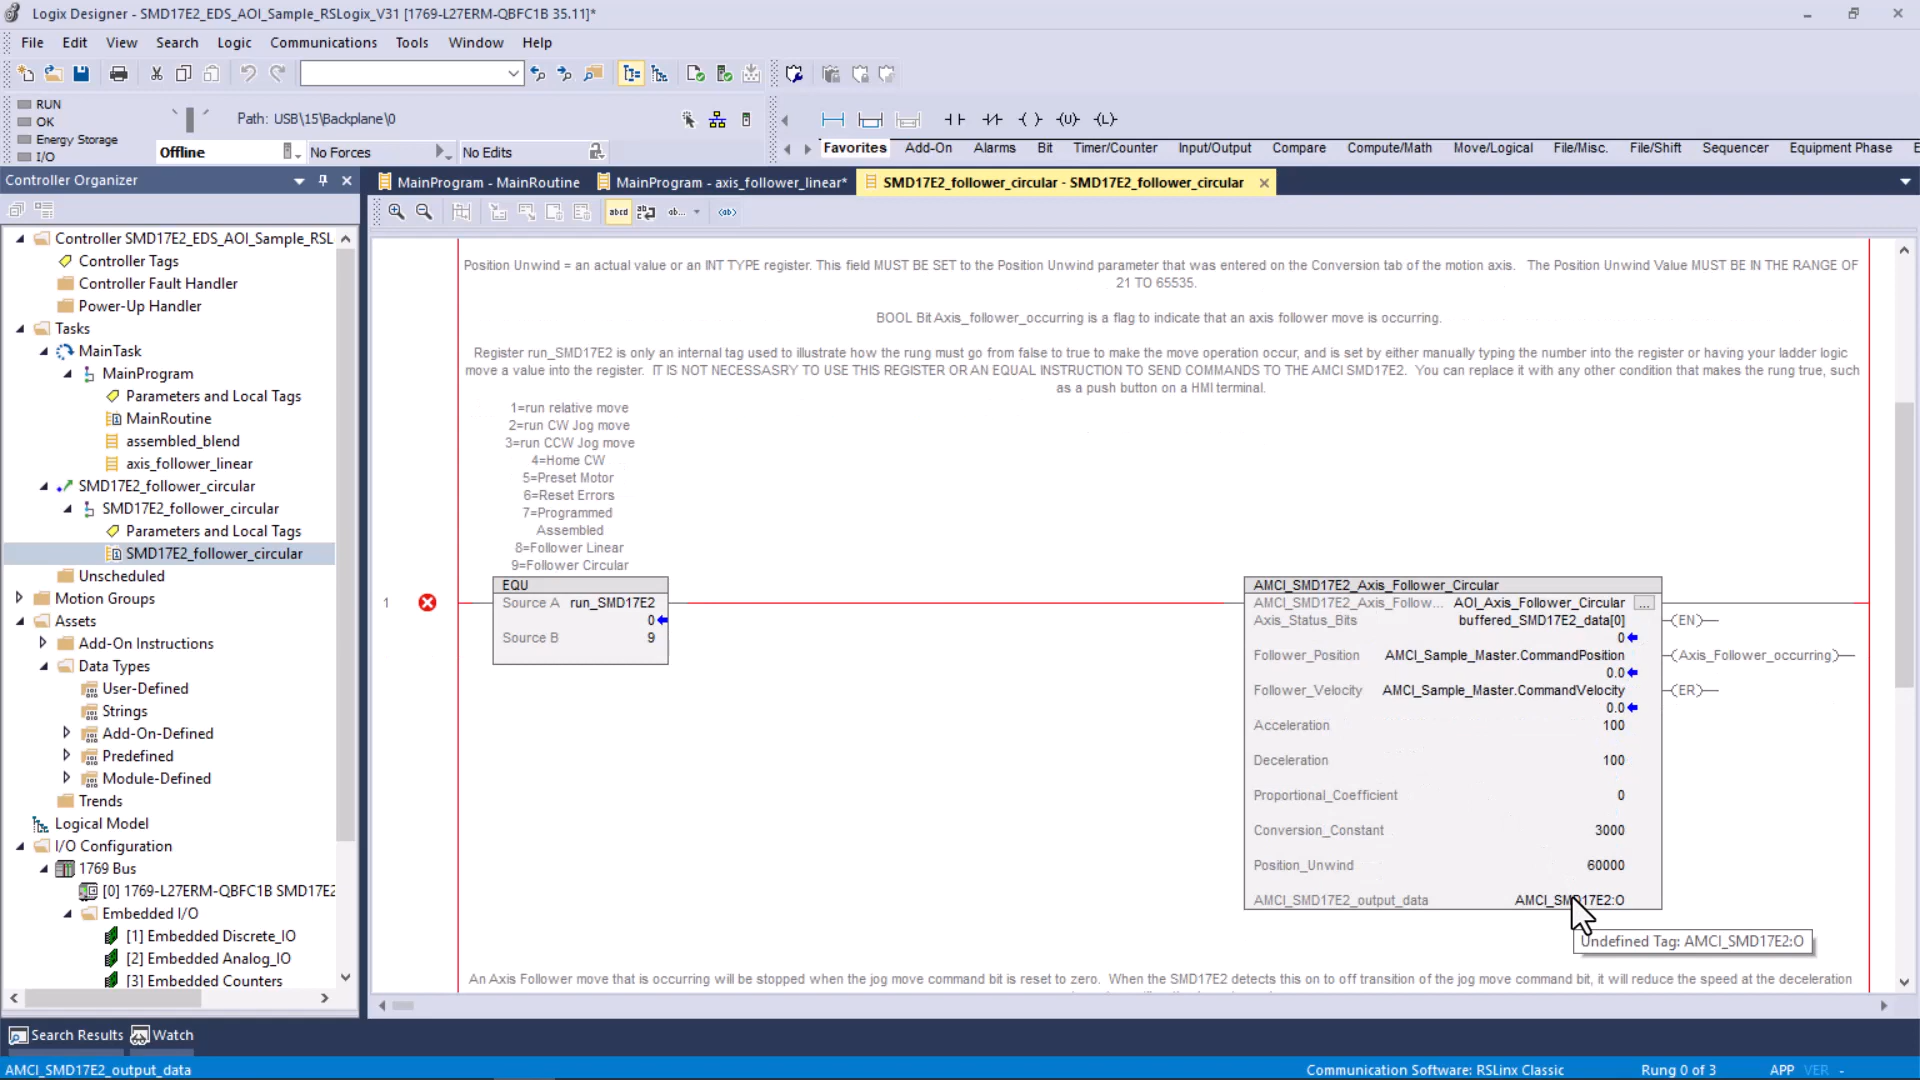 Logix Designer - SMD17E2_EDS_AOI_Sample_RSLogix_V31 [1769-L27ERM-QBFC1B 35.11]*
File Edit View Search Logic Communications Tools Window Help
RUN
OK
Energy Storage
I/O
Path: USB\15\Backplane\0
Offline
No Forces
No Edits
Favorites Add-On Alarms Bit Timer/Counter Input/Output Compare Compute/Math Move/Logical File/Misc. File/Shift Sequencer Equipment Phase E
Controller Organizer
MainProgram - MainRoutine
MainProgram - axis_follower_linear*
SMD17E2_follower_circular - SMD17E2_follower_circular
Controller SMD17E2_EDS_AOI_Sample_RSL
Controller Tags
Controller Fault Handler
Power-Up Handler
Tasks
MainTask
MainProgram
Parameters and Local Tags
MainRoutine
assembled_blend
axis_follower_linear
SMD17E2_follower_circular
SMD17E2_follower_circular
Parameters and Local Tags
SMD17E2_follower_circular
Unscheduled
Motion Groups
Assets
Add-On Instructions
Data Types
User-Defined
Strings
Add-On-Defined
Predefined
Module-Defined
Trends
Logical Model
I/O Configuration
1769 Bus
[0] 1769-L27ERM-QBFC1B SMD17E2
Embedded I/O
[1] Embedded Discrete_IO
[2] Embedded Analog_IO
[3] Embedded Counters
Position Unwind = an actual value or an INT TYPE register. This field MUST BE SET to the Position Unwind parameter that was entered on the Conversion tab of the motion axis. The Position Unwind Value MUST BE IN THE RANGE OF
21 TO 65535.
BOOL Bit Axis_follower_occurring is a flag to indicate that an axis follower move is occurring.
Register run_SMD17E2 is only an internal tag used to illustrate how the rung must go from false to true to make the move operation occur, and is set by either manually typing the number into the register or having your ladder logic
move a value into the register. IT IS NOT NECESSASRY TO USE THIS REGISTER OR AN EQUAL INSTRUCTION TO SEND COMMANDS TO THE AMCI SMD17E2. You can replace it with any other condition that makes the rung true, such
as a push button on a HMI terminal.
1=run relative move
2=run CW Jog move
3=run CCW Jog move
4=Home CW
5=Preset Motor
6=Reset Errors
7=Programmed
Assembled
8=Follower Linear
9=Follower Circular
1
EQU
Source A run_SMD17E2
0
Source B 9
AMCI_SMD17E2_Axis_Follower_Circular
AMCI_SMD17E2_Axis_Follow... AOI_Axis_Follower_Circular ...
Axis_Status_Bits buffered_SMD17E2_data[0]
0
Follower_Position AMCI_Sample_Master.CommandPosition
0.0
Follower_Velocity AMCI_Sample_Master.CommandVelocity
0.0
Acceleration 100
Deceleration 100
Proportional_Coefficient 0
Conversion_Constant 3000
Position_Unwind 60000
AMCI_SMD17E2_output_data AMCI_SMD17E2:O
(EN)
(Axis_Follower_occurring)
(ER)
Undefined Tag: AMCI_SMD17E2:O
An Axis Follower move that is occurring will be stopped when the jog move command bit is reset to zero. When the SMD17E2 detects this on to off transition of the jog move command bit, it will reduce the speed at the deceleration
Search Results Watch
AMCI_SMD17E2_output_data
Communication Software: RSLinx Classic
Rung 0 of 3
APP VER